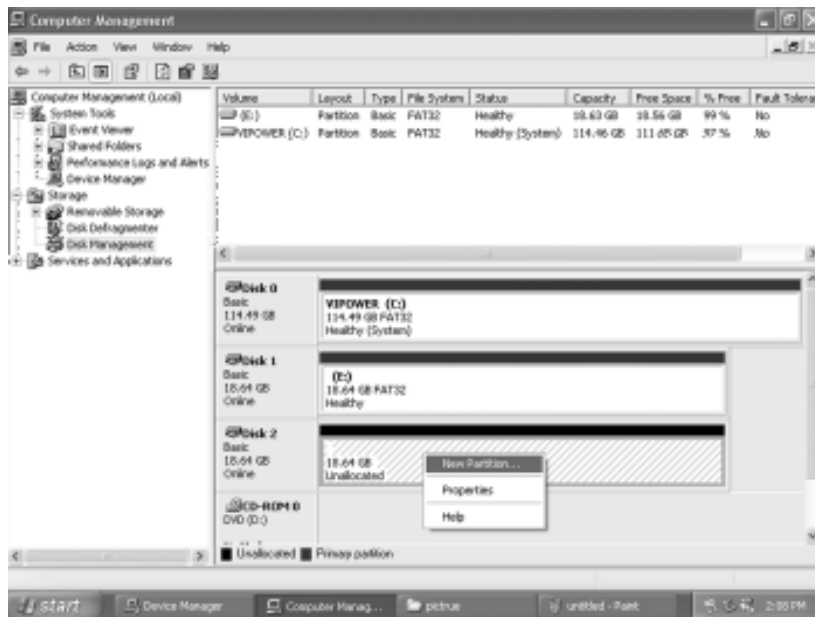 Computer Management
File Action View Window Help
Computer Management (Local)
System Tools
Event Viewer
Shared Folders
Performance Logs and Alerts
Device Manager
Storage
Removable Storage
Disk Defragmenter
Disk Management
Services and Applications
Volume Layout Type File System Status Capacity Free Space % Free Fault Tolera
(E:) Partition Basic FAT32 Healthy 18.63 GB 18.56 GB 99 % No
VIPOWER (C:) Partition Basic FAT32 Healthy (System) 114.46 GB 111.65 GB 97 % No
Disk 0
Basic
114.49 GB
Online
VIPOWER (C:)
114.49 GB FAT32
Healthy (System)
Disk 1
Basic
18.64 GB
Online
(E:)
18.64 GB FAT32
Healthy
Disk 2
Basic
18.64 GB
Online
18.64 GB
Unallocated
New Partition...
Properties
Help
CD-ROM 0
DVD (D:)
Unallocated Primary partition
start Device Manager Computer Manag... pictrue untitled - Paint 2:08 PM